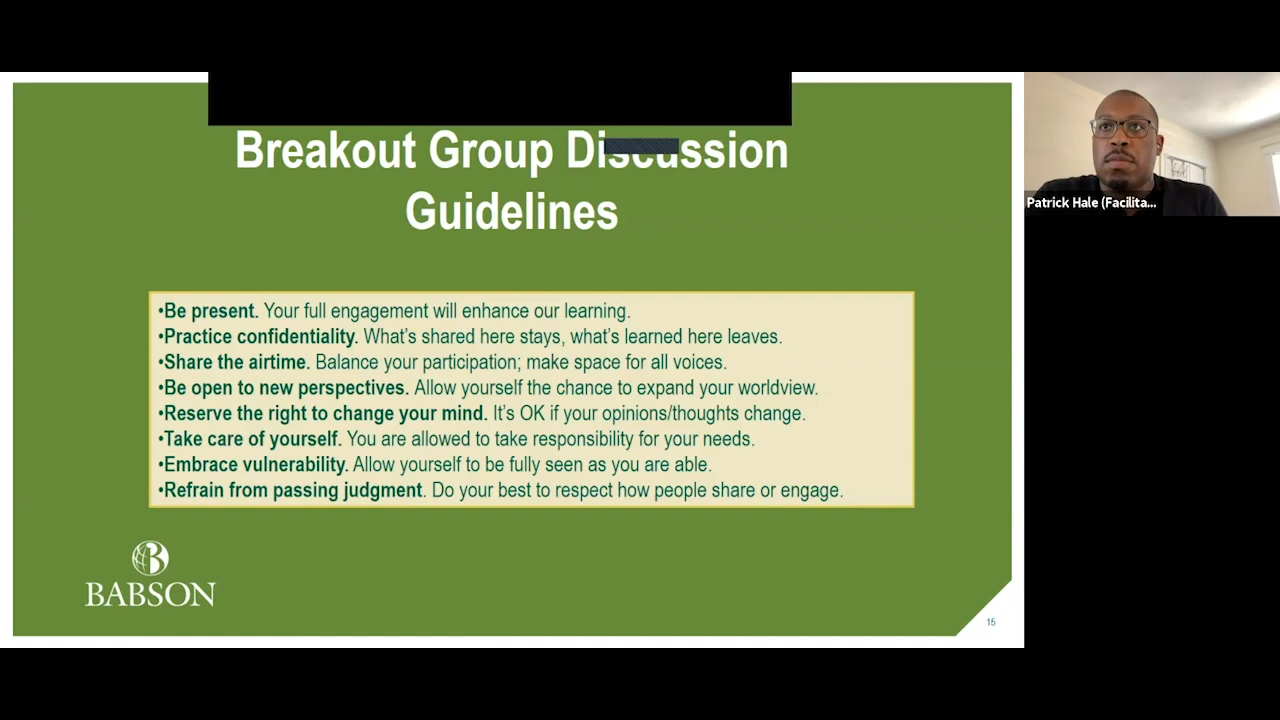 Breakout Group Discussion
Guidelines
•Be present. Your full engagement will enhance our learning.
•Practice confidentiality. What's shared here stays, what's learned here leaves.
•Share the airtime. Balance your participation; make space for all voices.
•Be open to new perspectives. Allow yourself the chance to expand your worldview.
•Reserve the right to change your mind. It's OK if your opinions/thoughts change.
•Take care of yourself. You are allowed to take responsibility for your needs.
•Embrace vulnerability. Allow yourself to be fully seen as you are able.
•Refrain from passing judgment. Do your best to respect how people share or engage.
B
BABSON
15
Patrick Hale (Facilita...